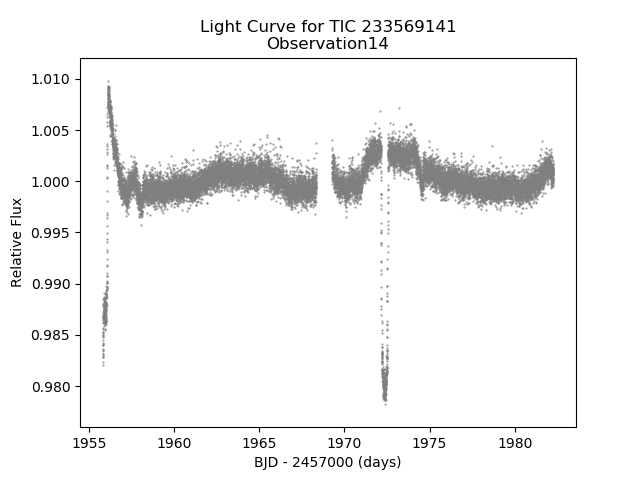 Light Curve for TIC 233569141
Observation14
1.010
1.005
1.000
0.995
0.990
0.985
0.980
Relative Flux
1955 1960 1965 1970 1975 1980
BJD - 2457000 (days)